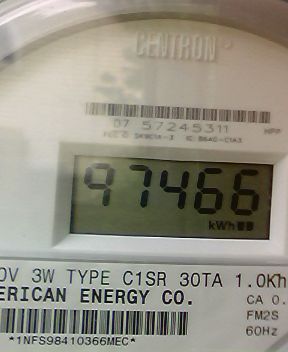 CENTRON®
07 57245311 HPP
97466
kWh
0V 3W TYPE C1SR 30TA 1.0Kh
ERICAN ENERGY CO. CA 0.
FM2S
*1NFS98410366MEC* 60Hz